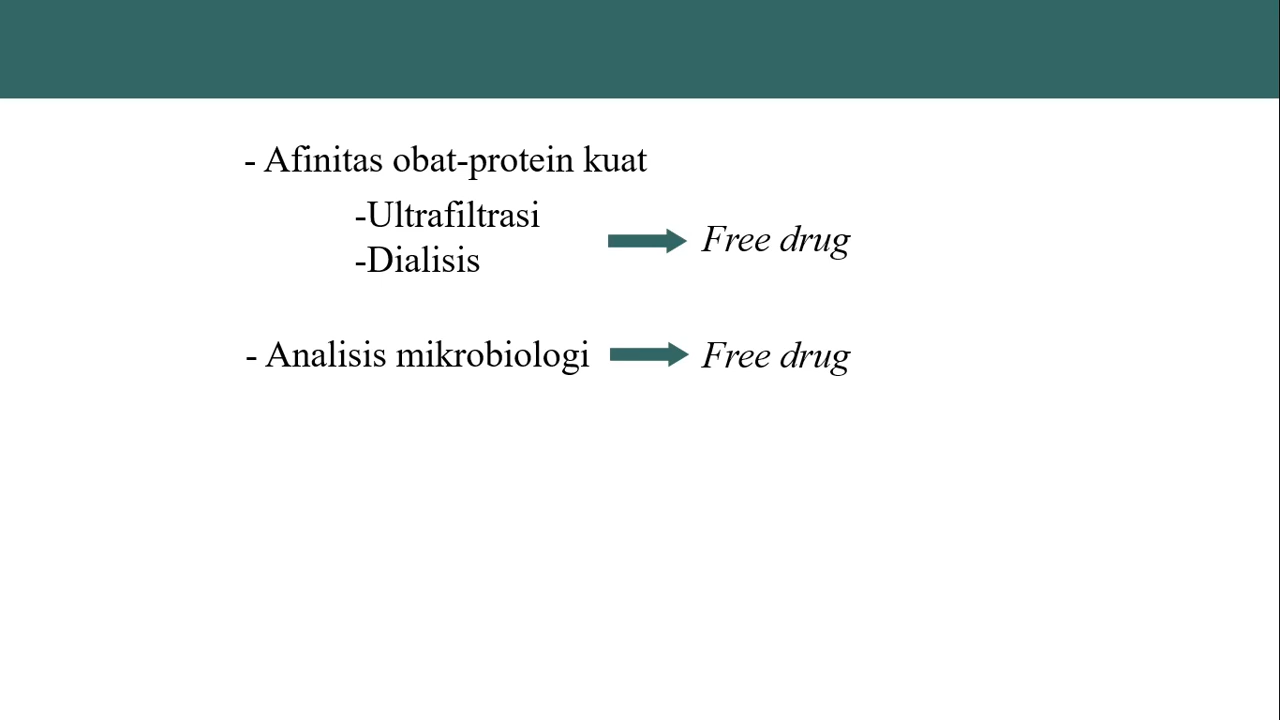 - Afinitas obat-protein kuat
-Ultrafiltrasi
-Dialisis
Free drug
- Analisis mikrobiologi
Free drug